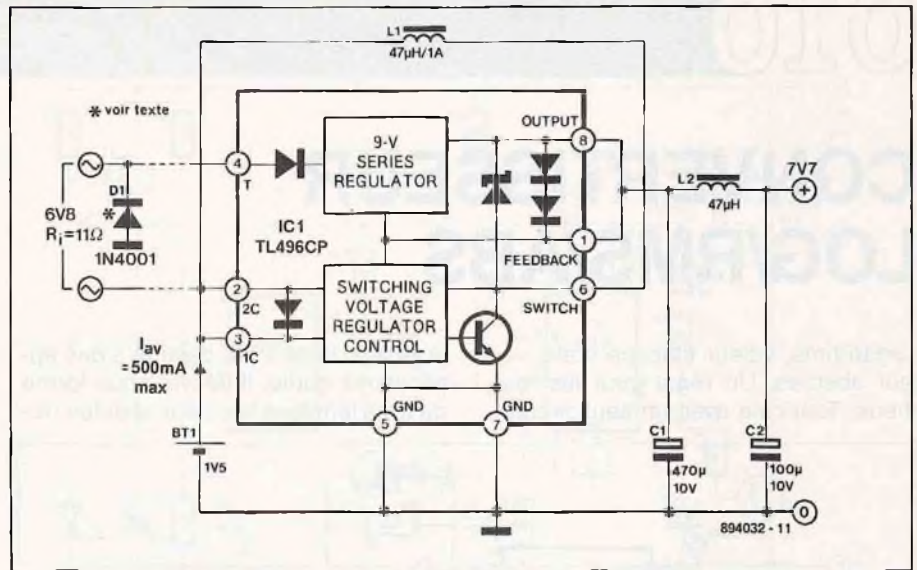 L1
47µH/1A
* voir texte
OUTPUT
8
9-V
SERIES
REGULATOR
4
T
7V7
+
L2
47µH
D1
*
6V8
Ri=11Ω
IC1
TL496CP
1N4001
1
FEEDBACK
2
2C
SWITCHING
VOLTAGE
REGULATOR
CONTROL
6
SWITCH
3
1C
Iav
=500mA
max
GND
5
GND
7
BT1
1V5
C1
470µ
10V
C2
100µ
10V
894032 - 11
0